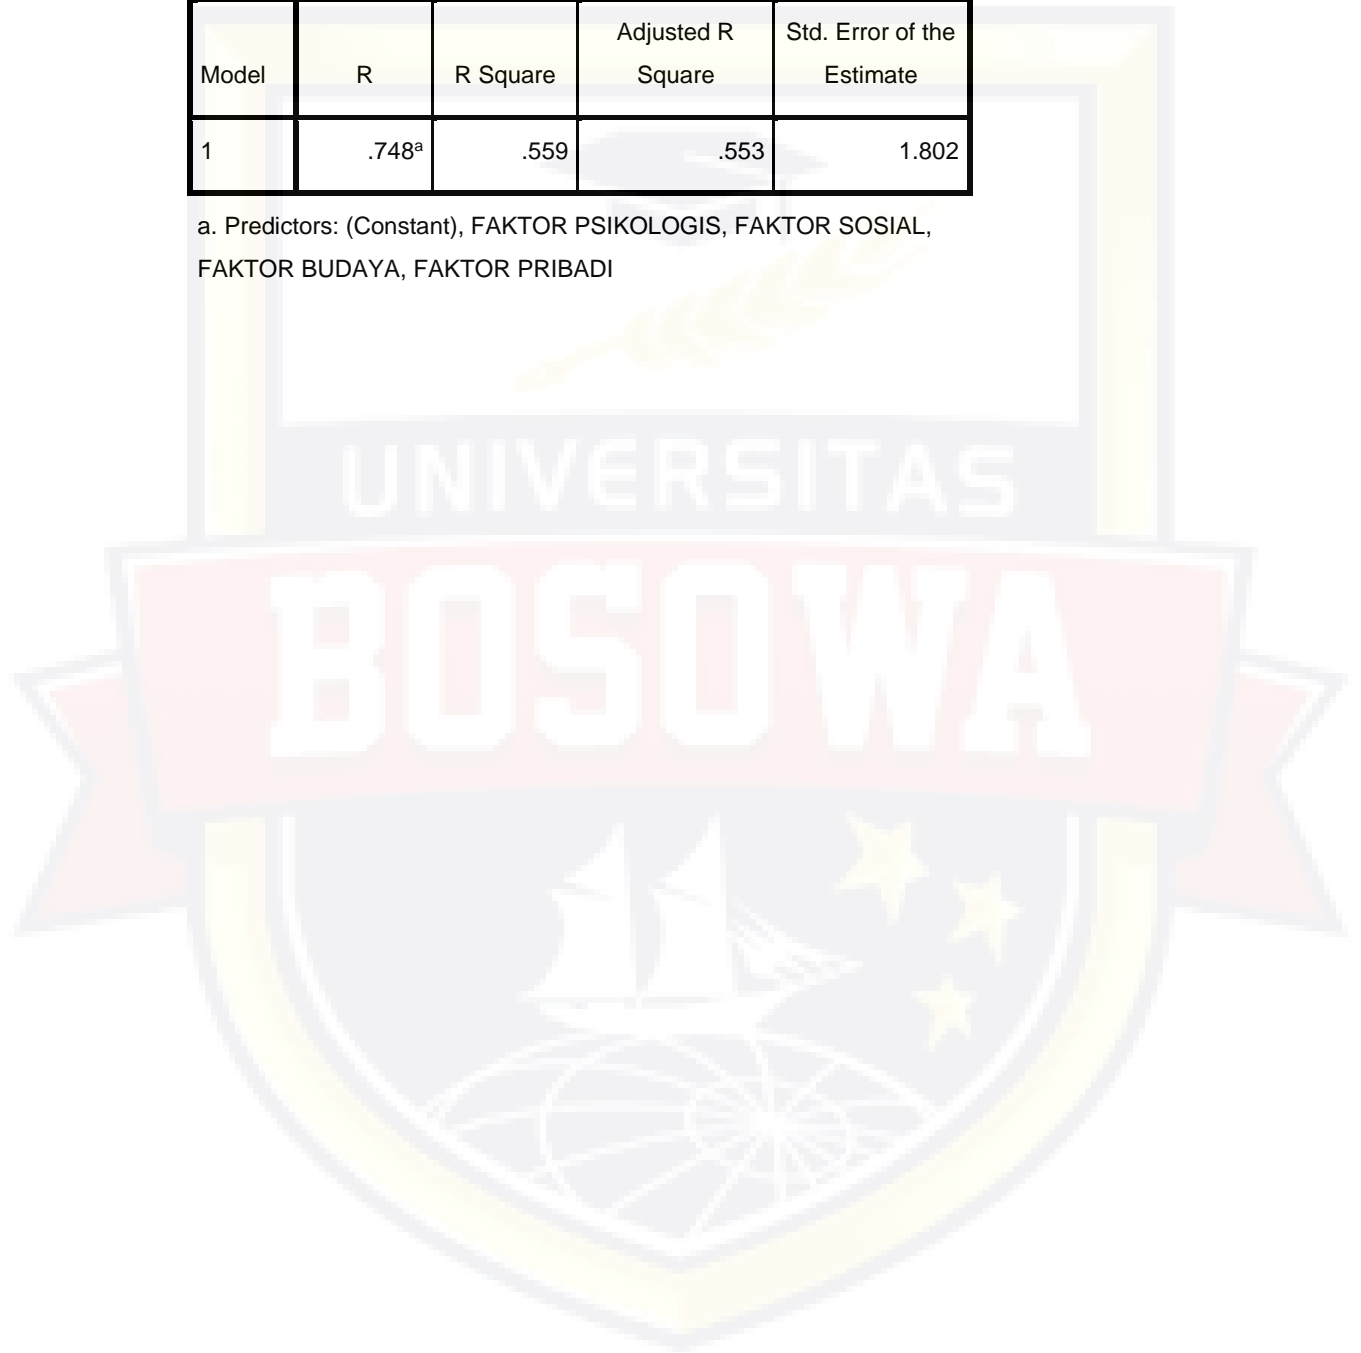 Model R R Square Adjusted R Square Std. Error of the Estimate
1 .748ᵃ .559 .553 1.802
a. Predictors: (Constant), FAKTOR PSIKOLOGIS, FAKTOR SOSIAL,
FAKTOR BUDAYA, FAKTOR PRIBADI
UNIVERSITAS
BOSOWA